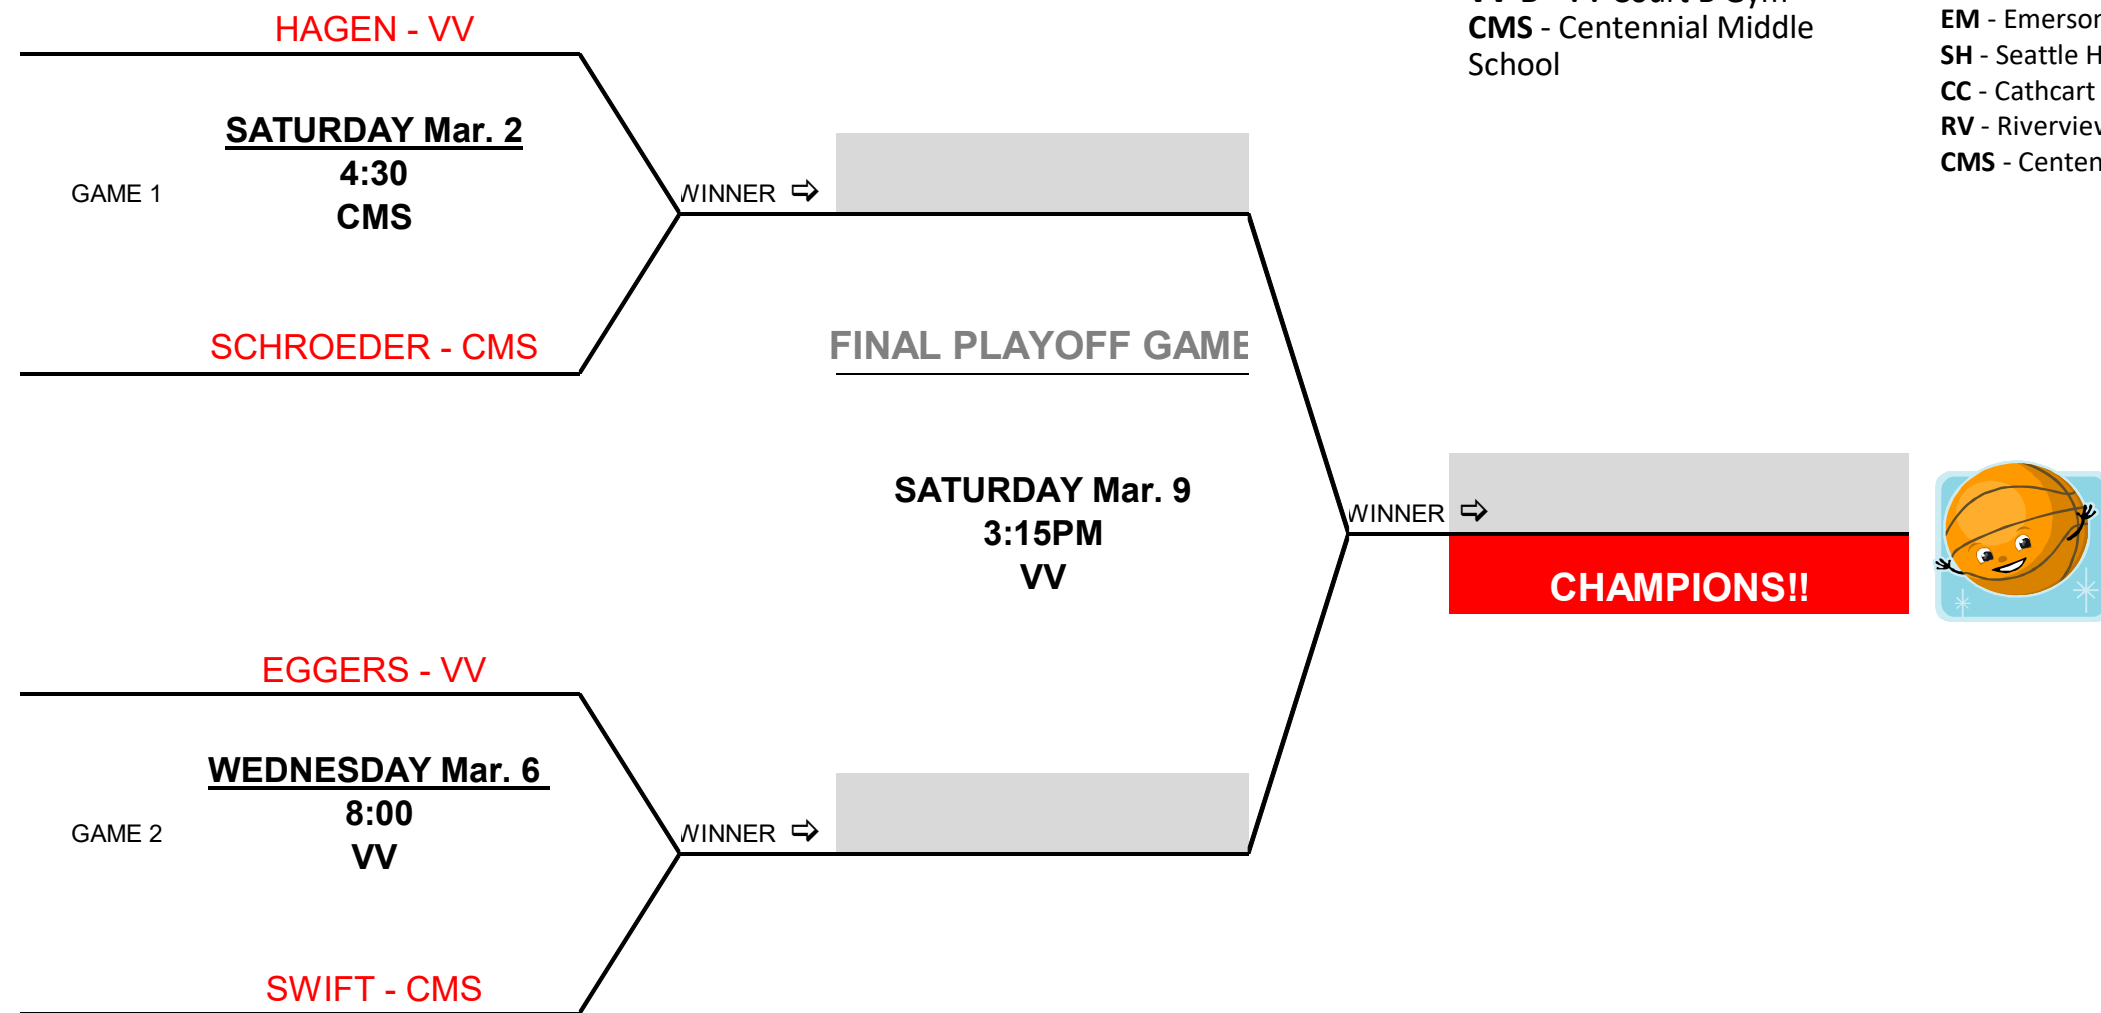 HAGEN - VV
SATURDAY Mar. 2
4:30
GAME 1
CMS
SCHROEDER - CMS
WINNER ⇨
FINAL PLAYOFF GAME
SATURDAY Mar. 9
3:15PM
VV
EGGERS - VV
WEDNESDAY Mar. 6
8:00
GAME 2
VV
SWIFT - CMS
WINNER ⇨
WINNER ⇨
CHAMPIONS!!
CMS - Centennial Middle
School
EM - Emerson
SH - Seattle
CC - Cathcart
RV -
CMS -